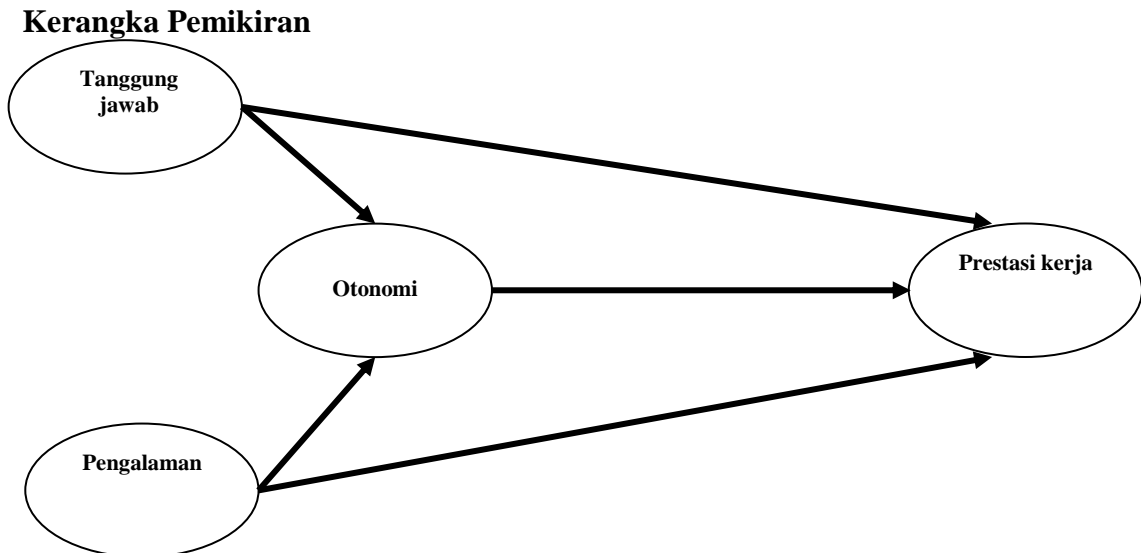 Kerangka Pemikiran
Tanggung
jawab
Otonomi
Prestasi kerja
Pengalaman